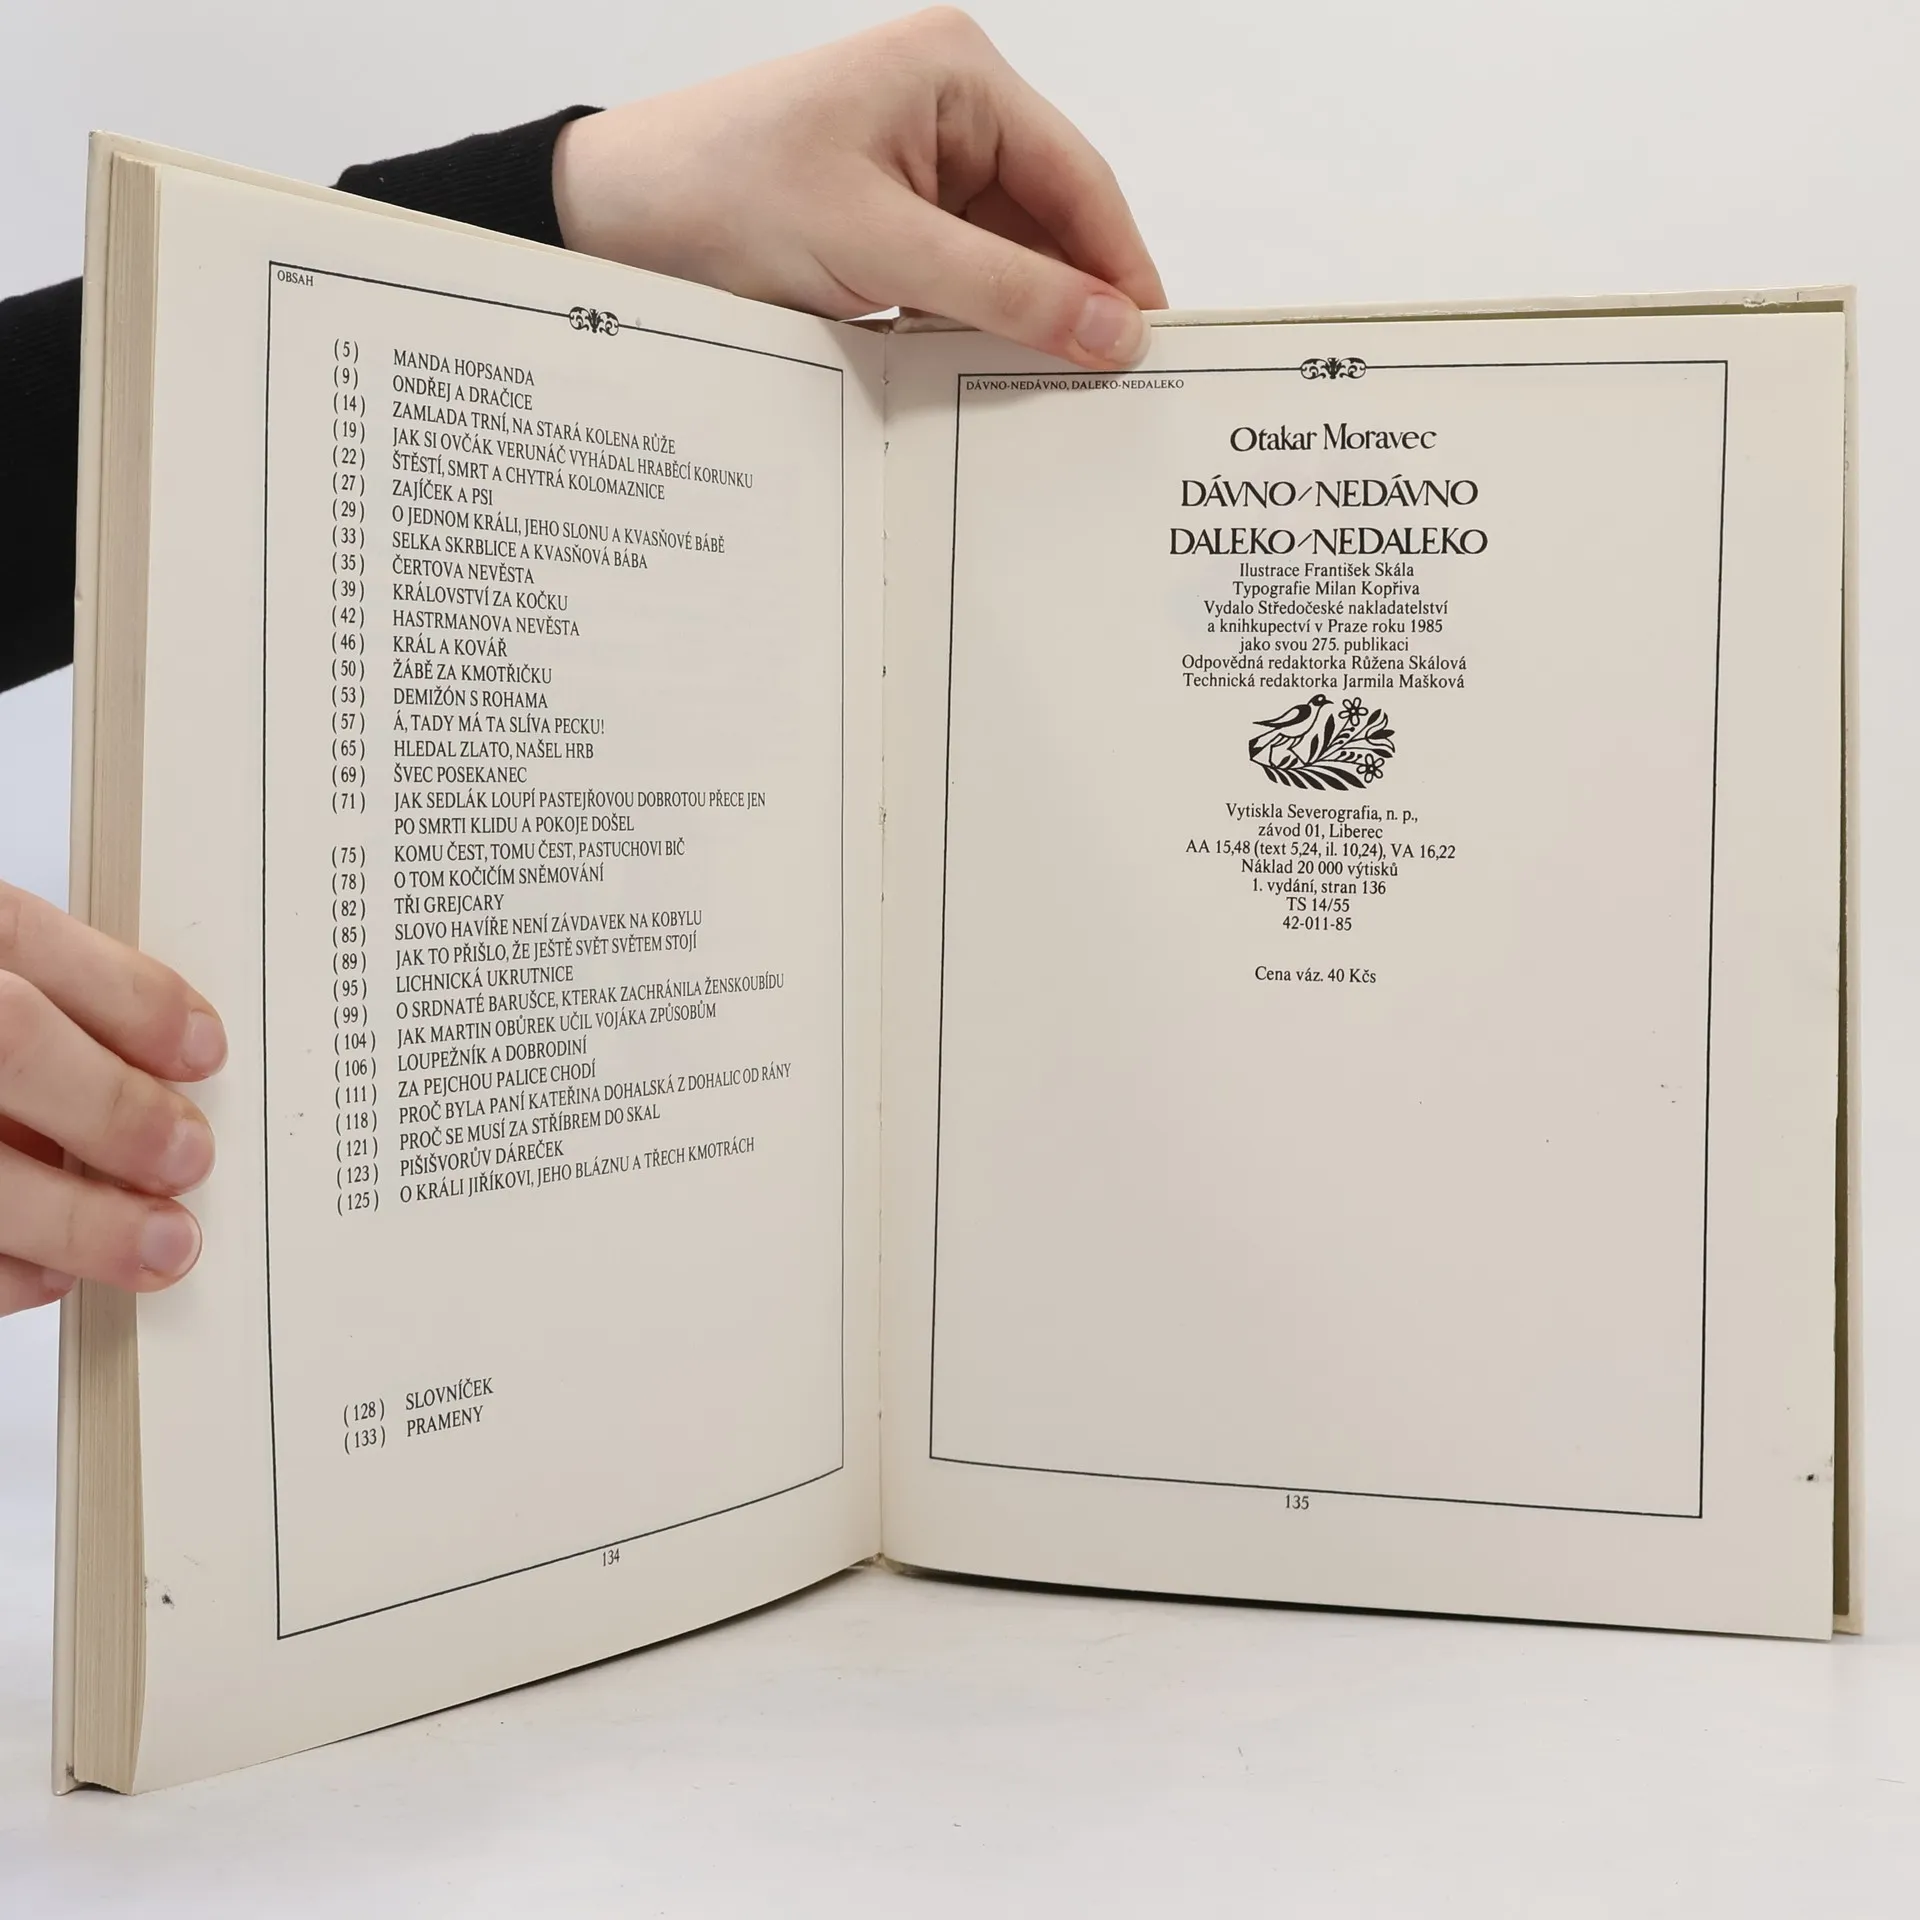 OBSAH
(5) MANDA HOPSANDA
(9) ONDŘEJ A DRAČICE
(14) ZAMLADA TRNÍ, NA STARÁ KOLENA RŮŽE
(19) JAK SI OVČÁK VERUNÁČ VYHÁDAL HRABĚCÍ KORUNKU
(22) ŠTĚSTÍ, SMRT A CHYTRÁ KOLOMAZNICE
(27) ZAJÍČEK A PSI
(29) O JEDNOM KRÁLI, JEHO SLONU A KVASŇOVÉ BÁBĚ
(33) SELKA SKRBLICE A KVASŇOVÁ BÁBA
(35) ČERTOVA NEVĚSTA
(39) KRÁLOVSTVÍ ZA KOČKU
(42) HASTRMANOVA NEVĚSTA
(46) KRÁL A KOVÁŘ
(50) ŽÁBĚ ZA KMOTŘIČKU
(53) DEMIŽÓN S ROHAMA
(57) Á, TADY MÁ TA SLÍVA PECKU!
(65) HLEDAL ZLATO, NAŠEL HRB
(69) ŠVEC POSEKANEC
(71) JAK SEDLÁK LOUPÍ PASTEJŘOVOU DOBROTOU PŘECE JEN
PO SMRTI KLIDU A POKOJE DOŠEL
(75) KOMU ČEST, TOMU ČEST, PASTUCHOVI BIČ
(78) O TOM KOČIČÍM SNĚMOVÁNÍ
(82) TŘI GREJCARY
(85) SLOVO HAVÍŘE NENÍ ZÁVDAVEK NA KOBYLU
(89) JAK TO PŘIŠLO, ŽE JEŠTĚ SVĚT SVĚTEM STOJÍ
(95) LICHNICKÁ UKRUTNICE
(99) O SRDNATÉ BARUŠCE, KTERAK ZACHRÁNILA ŽENSKOUBÍDU
(104) JAK MARTIN OBŮREK UČIL VOJÁKA ZPŮSOBŮM
(106) LOUPEŽNÍK A DOBRODINÍ
(111) ZA PEJCHOU PALICE CHODÍ
(118) PROČ BYLA PANÍ KATEŘINA DOHALSKÁ Z DOHALIC OD RÁNY
(121) PROČ SE MUSÍ ZA STŘÍBREM DO SKAL
(123) PIŠIŠVORŮV DÁREČEK
(125) O KRÁLI JIŘÍKOVI, JEHO BLÁZNU A TŘECH KMOTRÁCH
(128) SLOVNÍČEK
(133) PRAMENY
134
DÁVNO-NEDÁVNO, DALEKO-NEDALEKO
Otakar Moravec
DÁVNO/NEDÁVNO
DALEKO/NEDALEKO
Ilustrace František Skála
Typografie Milan Kopřiva
Vydalo Středočeské nakladatelství
a knihkupectví v Praze roku 1985
jako svou 275. publikaci
Odpovědná redaktorka Růžena Skálová
Technická redaktorka Jarmila Mašková
Vytiskla Severografia, n. p.,
závod 01, Liberec
AA 15,48 (text 5,24, il. 10,24), VA 16,22
Náklad 20 000 výtisků
1. vydání, stran 136
TS 14/55
42-011-85
Cena váz. 40 Kčs
135